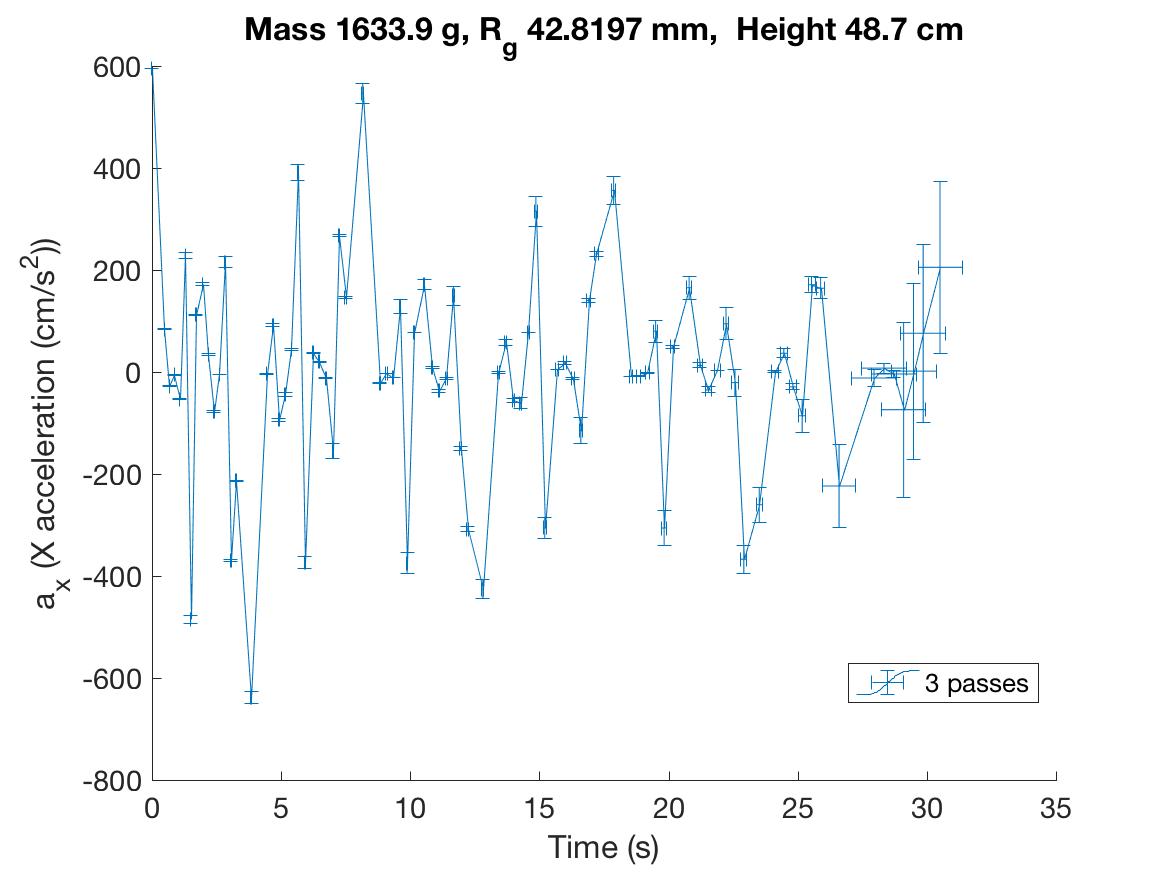 Mass 1633.9 g, Rg 42.8197 mm,  Height 48.7 cm
600
400
200
0
-200
-400
-600
-800
ax (X acceleration (cm/s2))
0 5 10 15 20 25 30 35
Time (s)
3 passes